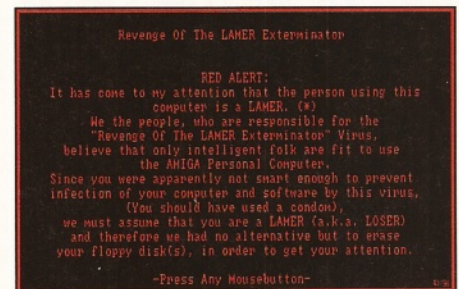 Revenge Of The LAMER Exterminator
RED ALERT:
It has come to my attention that the person using this
computer is a LAMER. (*)
We the people, who are responsible for the
"Revenge Of The LAMER Exterminator" Virus,
believe that only intelligent folk are fit to use
the AMIGA Personal Computer.
Since you were apparently not smart enough to prevent
infection of your computer and software by this virus,
(You should have used a condom),
we must assume that you are a LAMER (a.k.a. LOSER)
and therefore we had no alternative but to erase
your floppy disk(s), in order to get your attention.
-Press Any Mousebutton-